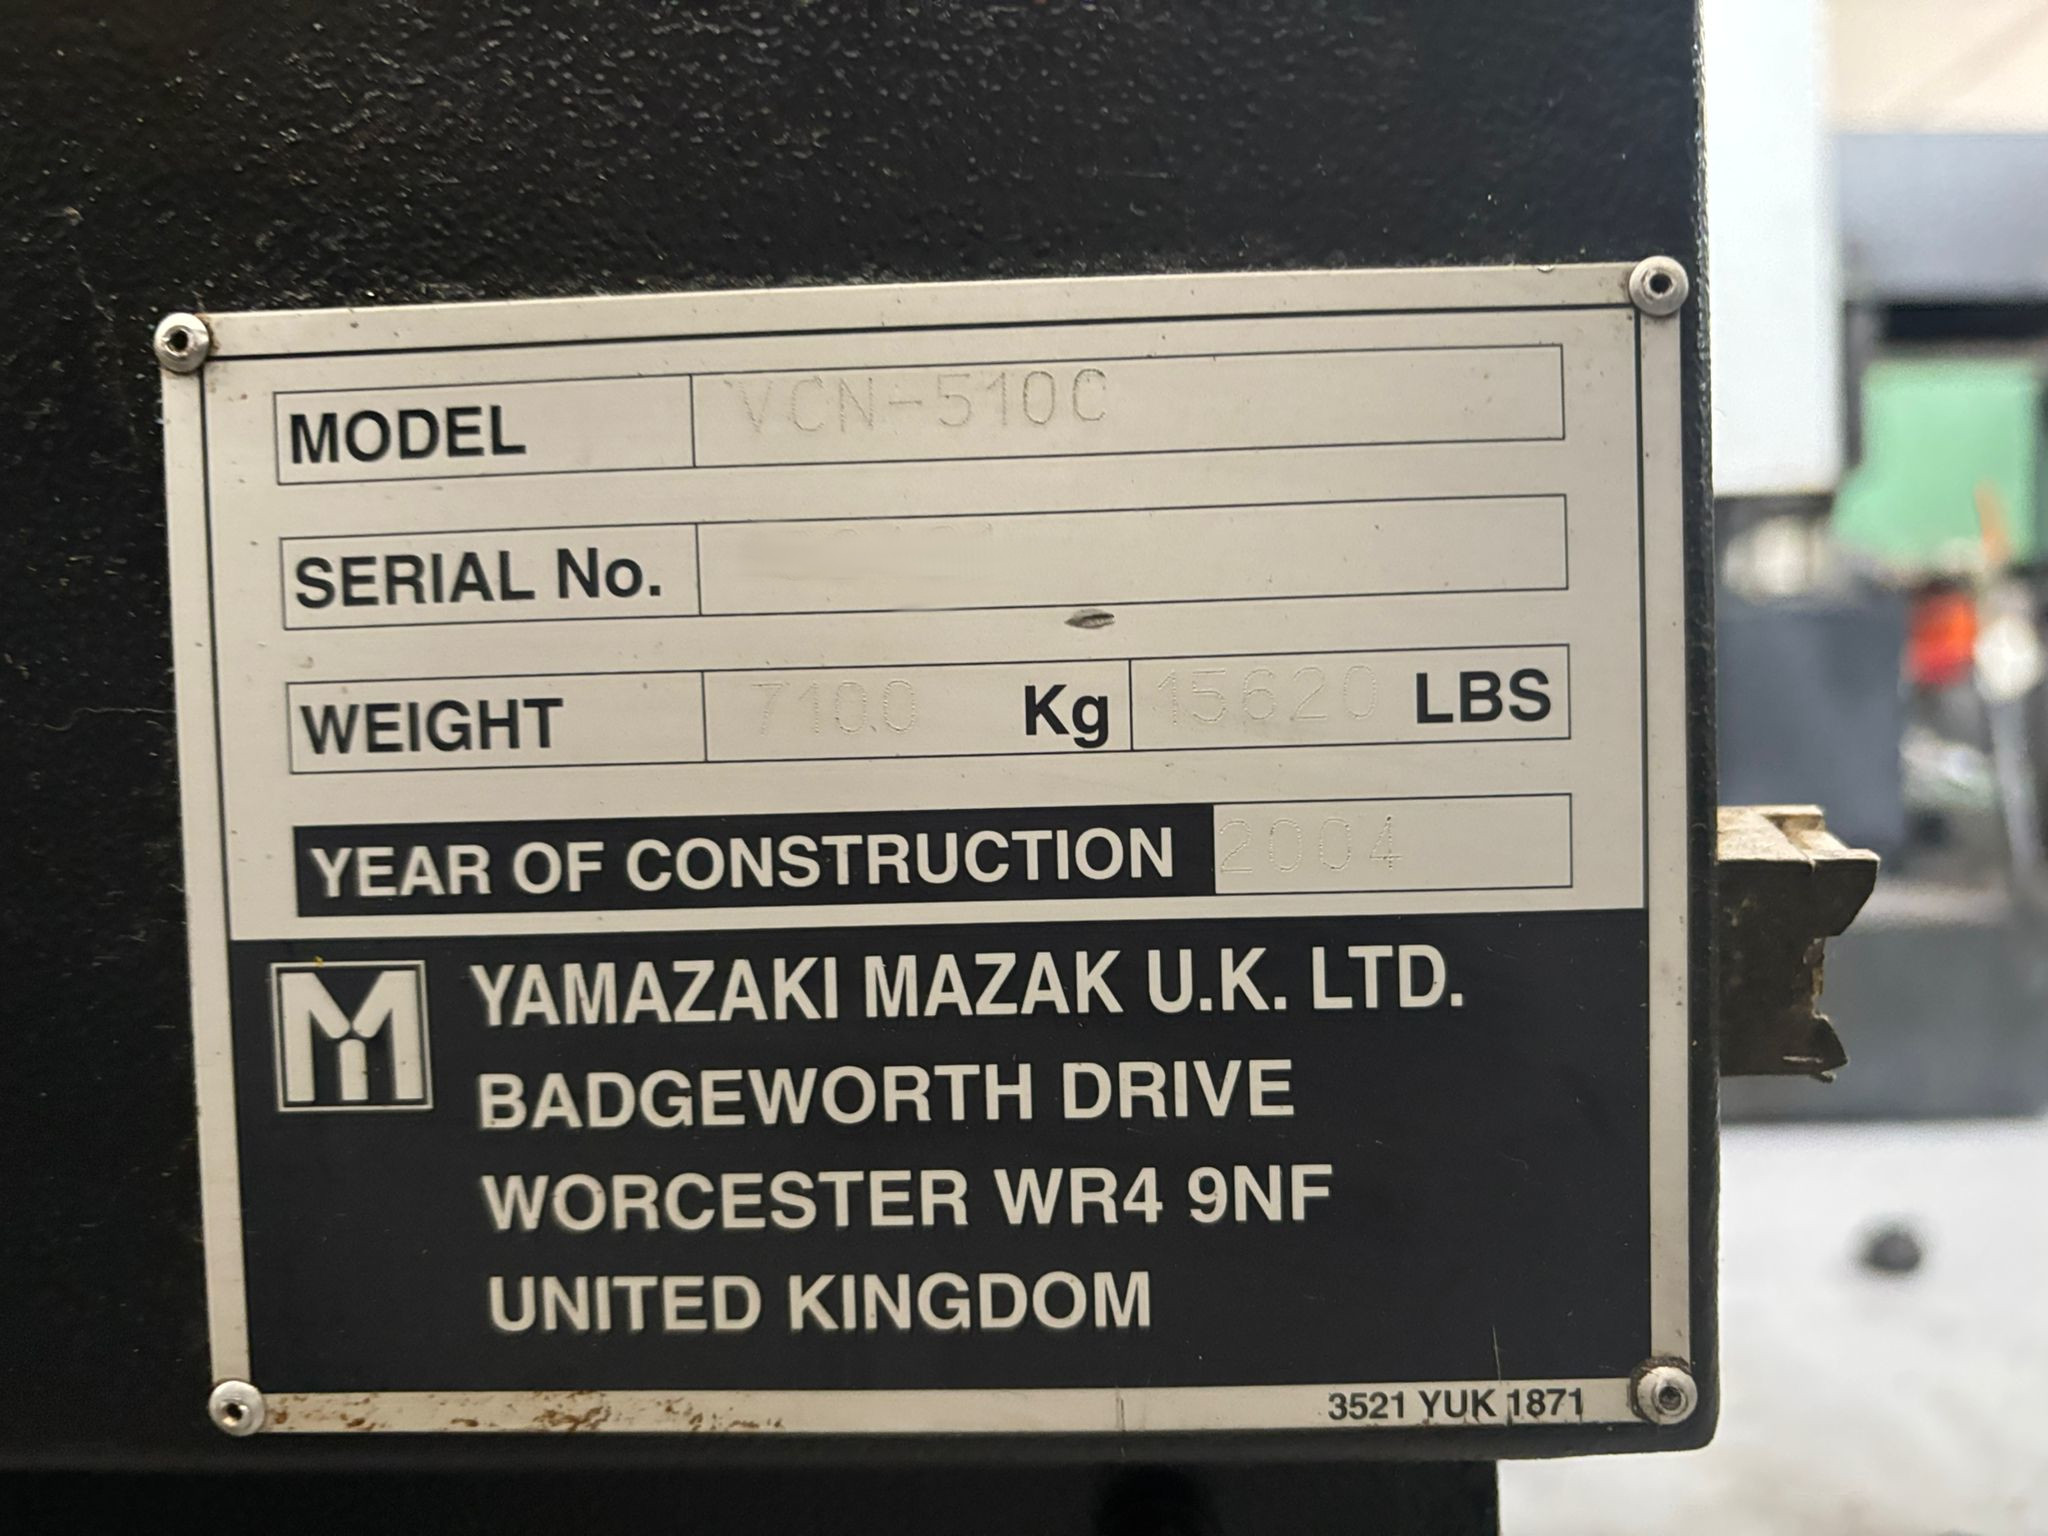 MODEL VCN-510C
SERIAL No.
WEIGHT 7100 Kg 15620 LBS
YEAR OF CONSTRUCTION 2004
YAMAZAKI MAZAK U.K. LTD.
BADGEWORTH DRIVE
WORCESTER WR4 9NF
UNITED KINGDOM
3521 YUK 1871